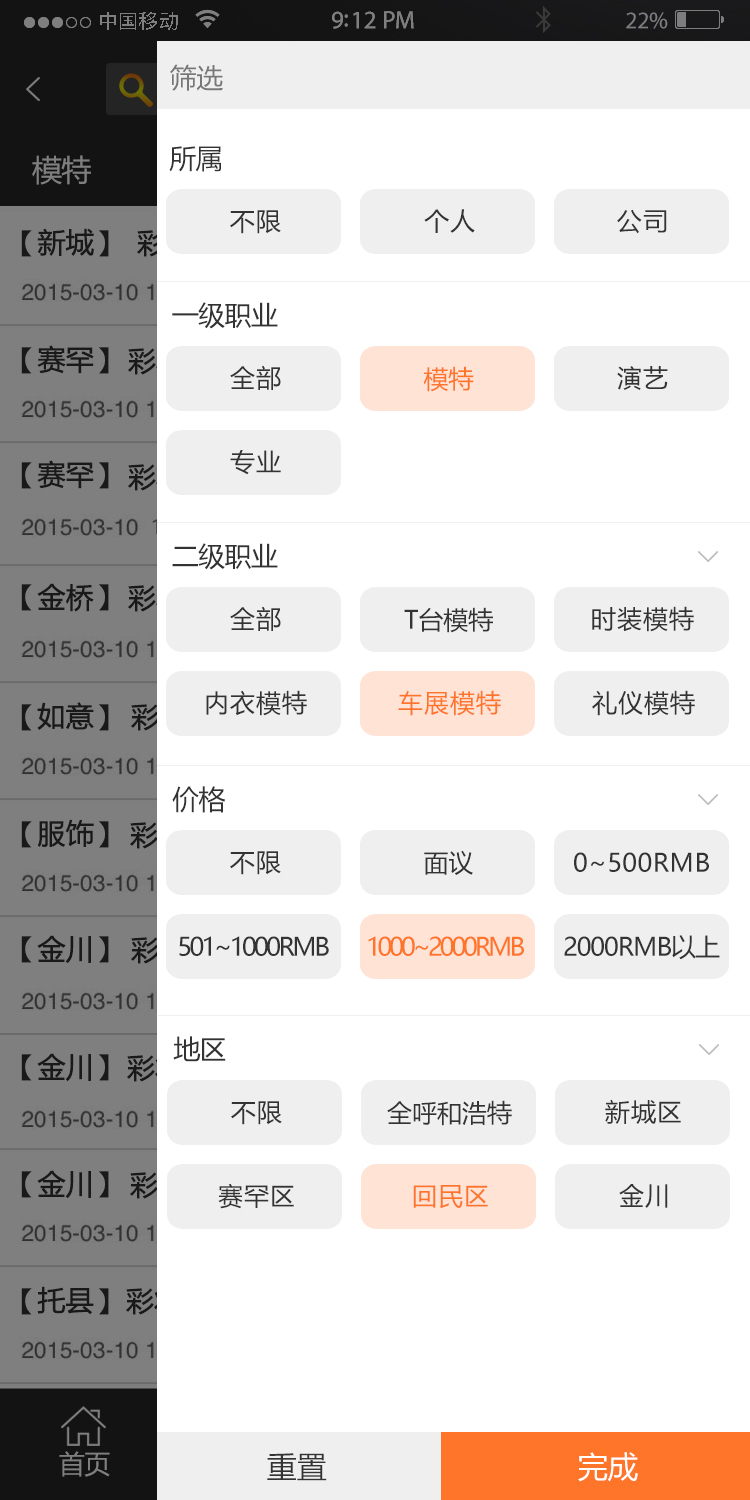 中国移动 9:12 PM 22%
筛选
模特
【新城】 彩
2015-03-10 1
【赛罕】彩
2015-03-10 1
【赛罕】彩
2015-03-10 1
【金桥】彩
2015-03-10 1
【如意】彩
2015-03-10 1
【服饰】彩
2015-03-10 1
【金川】彩
2015-03-10 1
【金川】彩
2015-03-10 1
【金川】彩
2015-03-10 1
【托县】彩
2015-03-10 1
首页
所属
不限 个人 公司
一级职业
全部 模特 演艺
专业
二级职业
全部 T台模特 时装模特
内衣模特 车展模特 礼仪模特
价格
不限 面议 0~500RMB
501~1000RMB 1000~2000RMB 2000RMB以上
地区
不限 全呼和浩特 新城区
赛罕区 回民区 金川
重置 完成